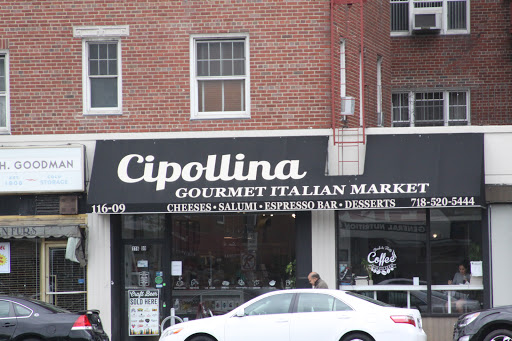 H. GOODMAN
STORAGE
Cipollina
GOURMET ITALIAN MARKET
116-09
CHEESES • SALUMI • ESPRESSO BAR • DESSERTS
718-520-5444
Coffee
Craft Beer
SOLD HERE